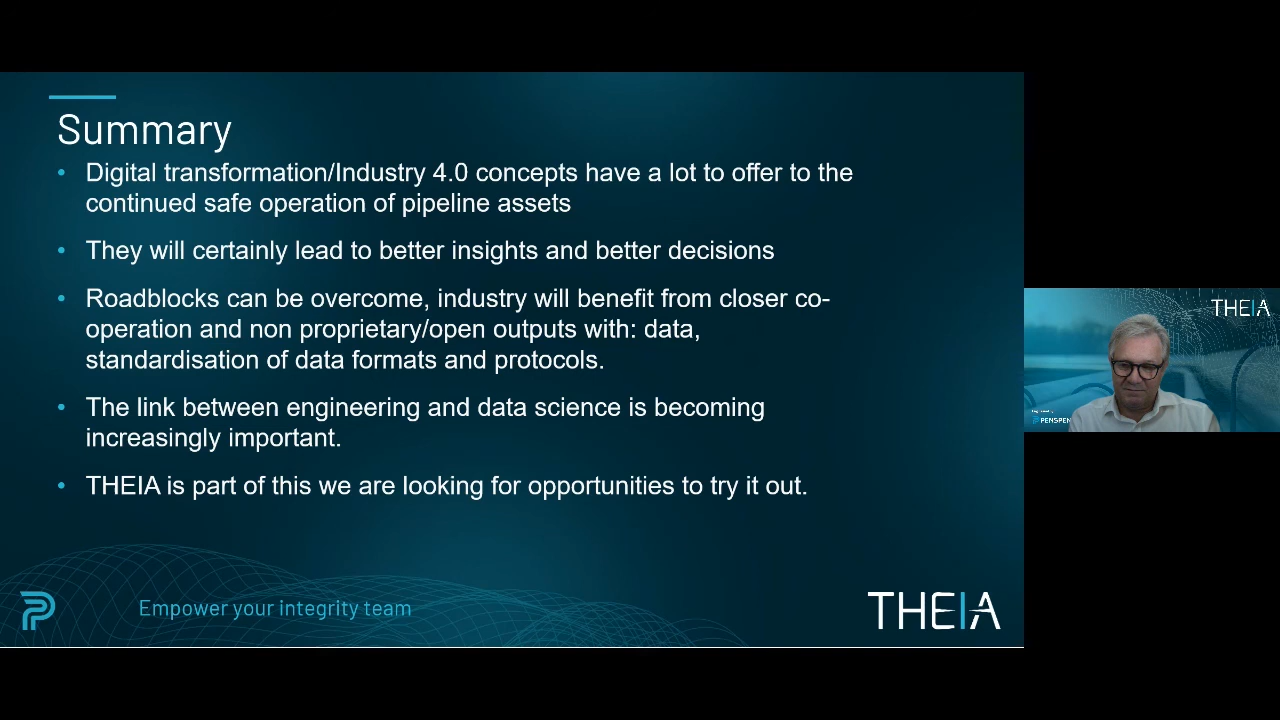 Summary
Digital transformation/Industry 4.0 concepts have a lot to offer to the
continued safe operation of pipeline assets
They will certainly lead to better insights and better decisions
Roadblocks can be overcome, industry will benefit from closer co-
operation and non proprietary/open outputs with: data,
standardisation of data formats and protocols.
The link between engineering and data science is becoming
increasingly important.
THEIA is part of this we are looking for opportunities to try it out.
Empower your integrity team
THEIA
THEIA
PENSPEN